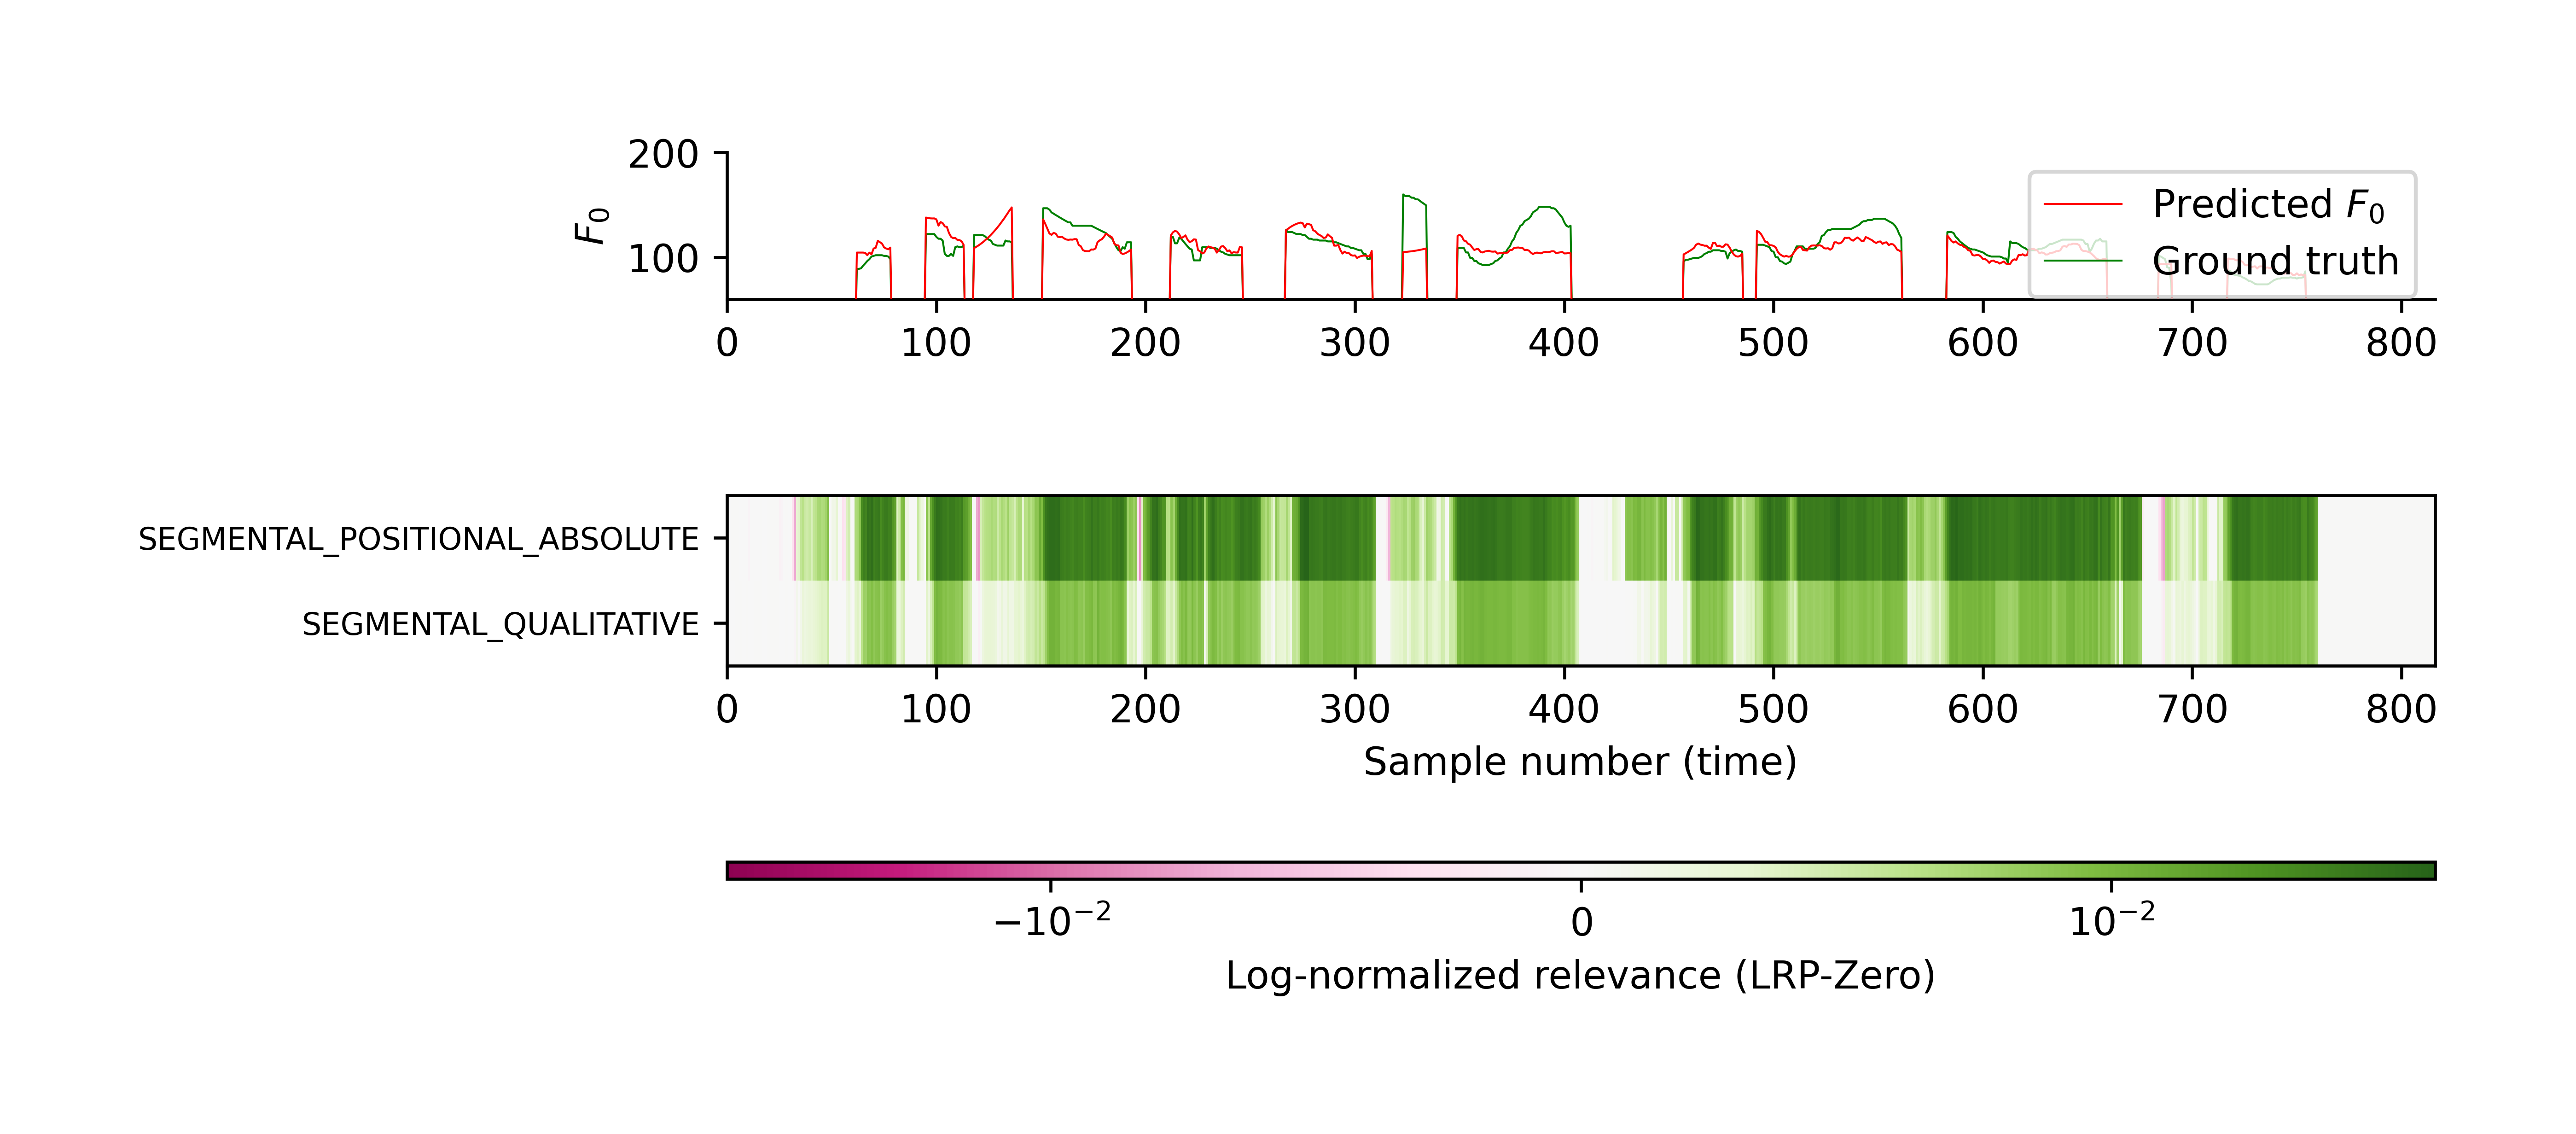 200
100
F0
Predicted F0
Ground truth
0 100 200 300 400 500 600 700 800
SEGMENTAL_POSITIONAL_ABSOLUTE
SEGMENTAL_QUALITATIVE
0 100 200 300 400 500 600 700 800
Sample number (time)
−10⁻² 0 10⁻²
Log-normalized relevance (LRP-Zero)